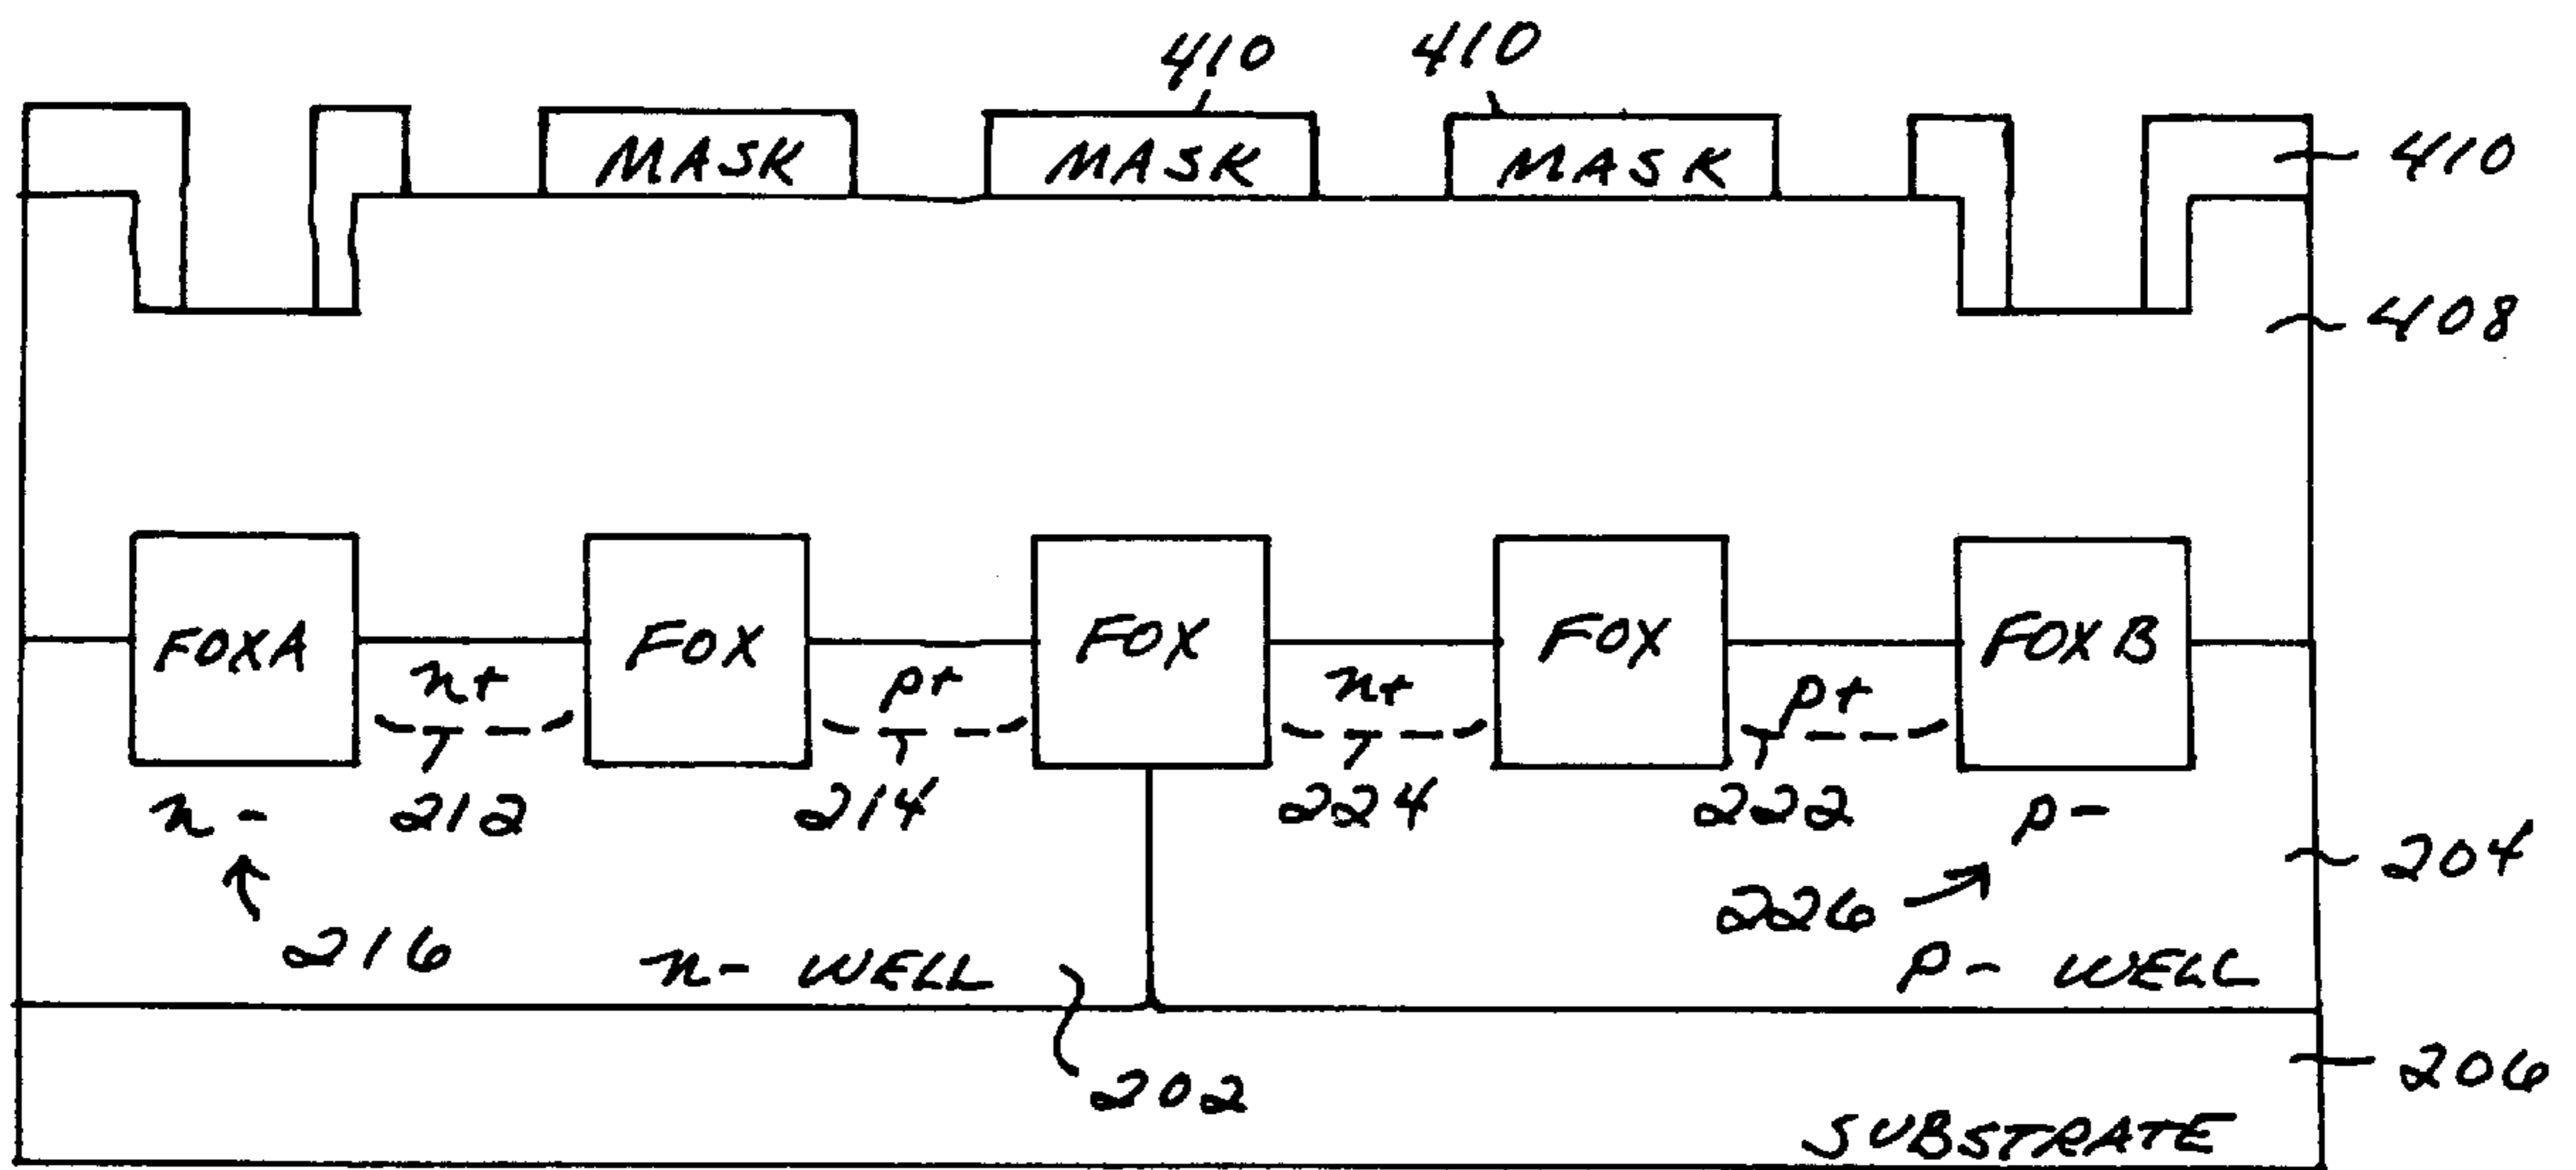 410 410
MASK MASK MASK 410
408
FOXA FOX FOX FOX FOXB
n+ p+ n+ p+
212 214 224 222
n- p-
204
216 226
n- WELL P- WELL
202 206
SUBSTRATE